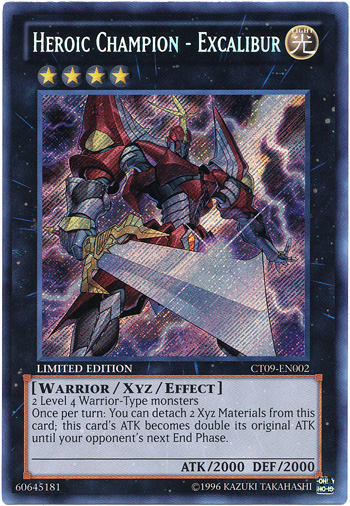 HEROIC CHAMPION - EXCALIBUR
LIGHT
光
LIMITED EDITION
CT09-EN002
[WARRIOR / XYZ / EFFECT]
2 Level 4 Warrior-Type monsters
Once per turn: You can detach 2 Xyz Materials from this
card; this card's ATK becomes double its original ATK
until your opponent's next End Phase.
ATK/2000 DEF/2000
60645181
©1996 KAZUKI TAKAHASHI